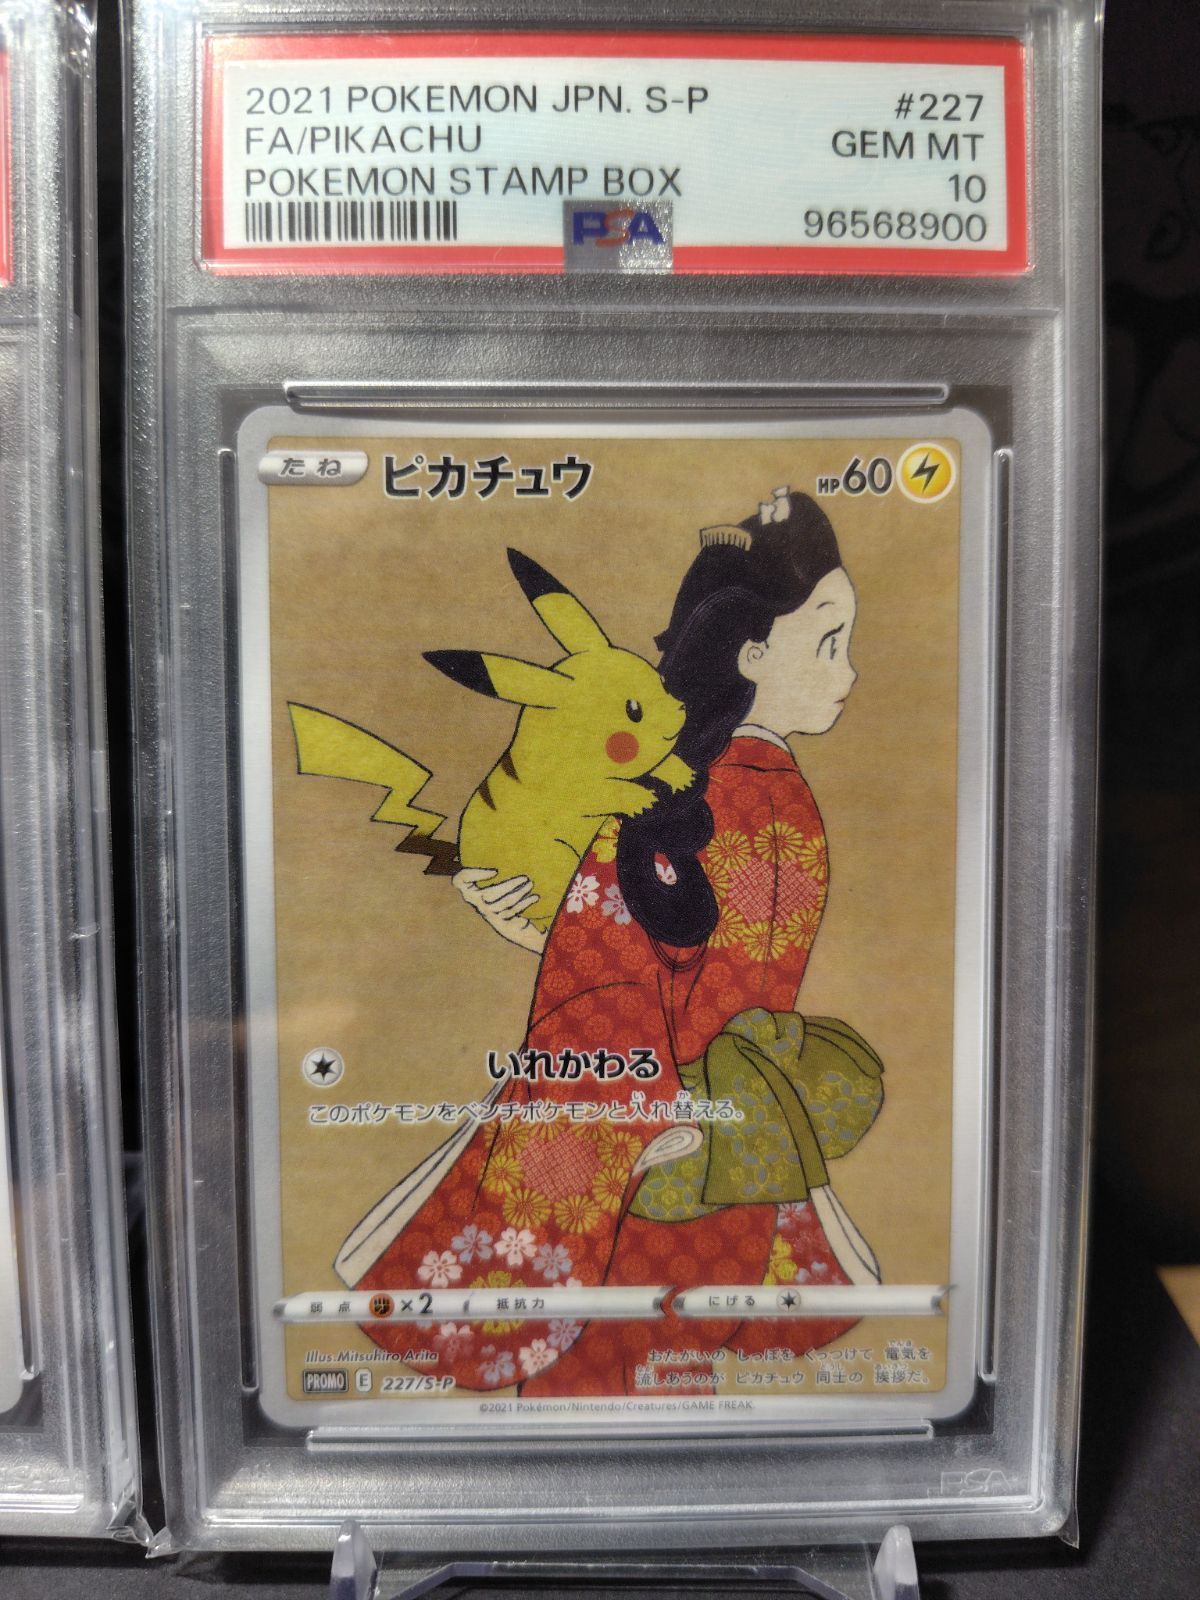 2021 POKEMON JPN. S-P #227
FA/PIKACHU GEM MT
POKEMON STAMP BOX 10
PSA 96568900
たね ピカチュウ HP60
いれかわる
このポケモンをベンチポケモンと入れ替える。
弱点 ×2 抵抗力 にげる
Illus.Mitsuhiro Arita
PROMO E 227/S-P
おたがいの しっぽを くっつけて 電気を
流しあうのが ピカチュウ 同士の 挨拶だ。
©2021 Pokémon/Nintendo/Creatures/GAME FREAK.
PSA